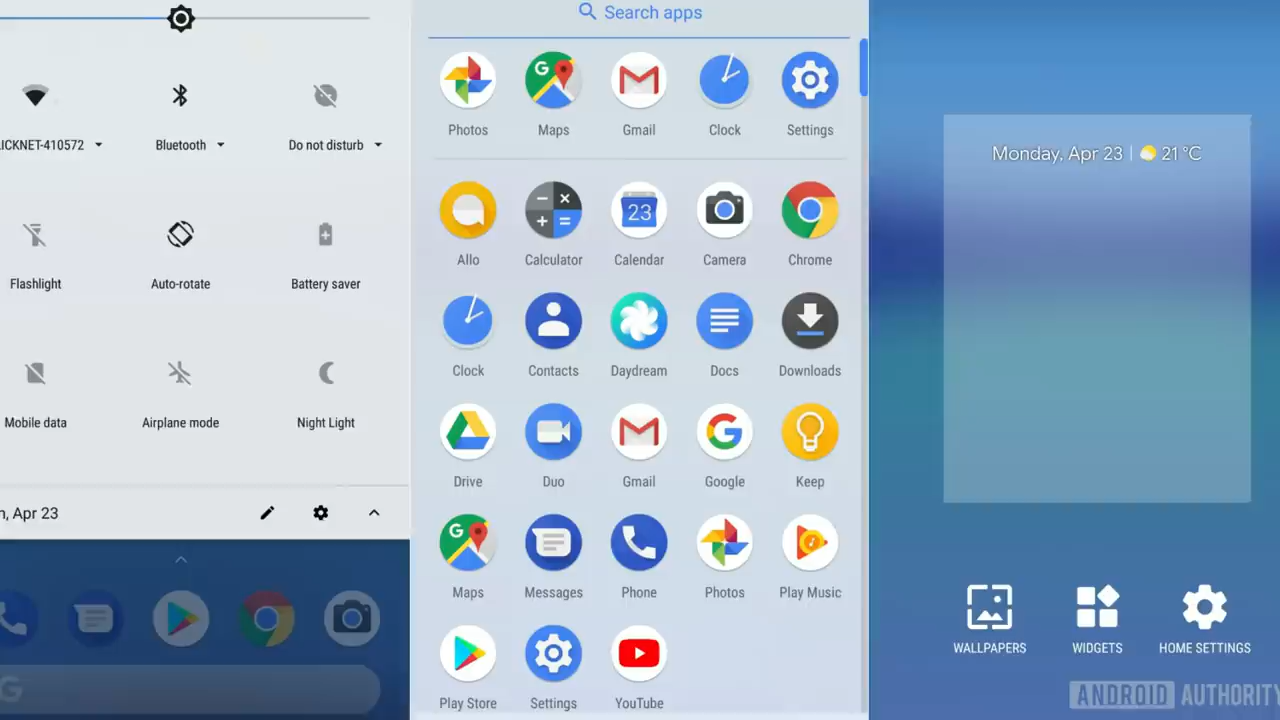 ICKNET-410572
Bluetooth
Do not disturb
Flashlight
Auto-rotate
Battery saver
Mobile data
Airplane mode
Night Light
n, Apr 23
G
Search apps
Photos
Maps
Gmail
Clock
Settings
Allo
Calculator
23
Calendar
Camera
Chrome
Clock
Contacts
Daydream
Docs
Downloads
Drive
Duo
Gmail
Google
Keep
Maps
Messages
Phone
Photos
Play Music
Play Store
Settings
YouTube
Monday, Apr 23 | 21 °C
WALLPAPERS
WIDGETS
HOME SETTINGS
ANDROID AUTHORITY